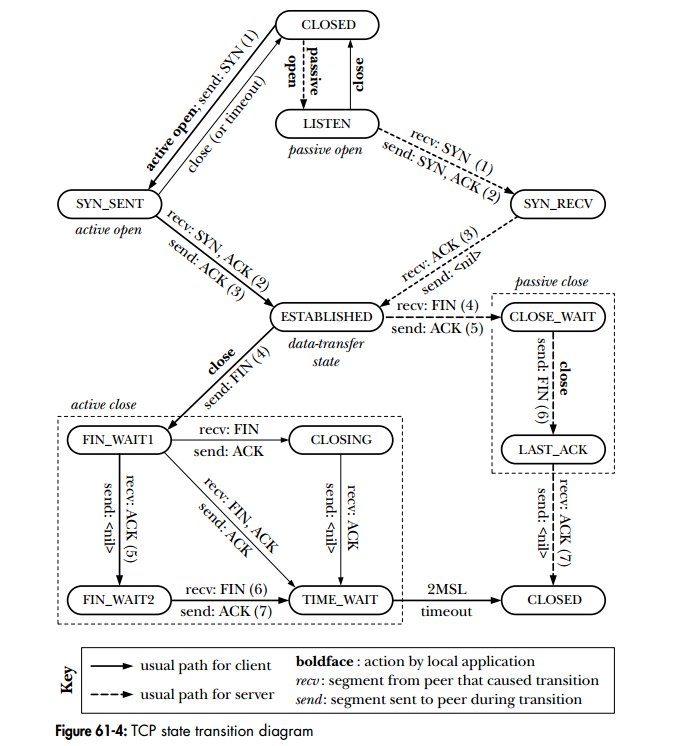 CLOSED
active open; send: SYN (1)
close (or timeout)
passive
open
close
LISTEN
passive open
recv: SYN (1)
send: SYN, ACK (2)
SYN_SENT
active open
SYN_RECV
recv: SYN, ACK (2)
send: ACK (3)
recv: ACK (3)
send: <nil>
passive close
ESTABLISHED
data-transfer
state
recv: FIN (4)
send: ACK (5)
CLOSE_WAIT
close
send: FIN (4)
close
send: FIN (6)
active close
FIN_WAIT1
recv: FIN
send: ACK
CLOSING
LAST_ACK
recv: ACK (5)
send: <nil>
recv: FIN, ACK
send: ACK
recv: ACK
send: <nil>
recv: ACK (7)
send: <nil>
FIN_WAIT2
recv: FIN (6)
send: ACK (7)
TIME_WAIT
2MSL
timeout
CLOSED
Key
usual path for client
usual path for server
boldface : action by local application
recv: segment from peer that caused transition
send: segment sent to peer during transition
Figure 61-4: TCP state transition diagram